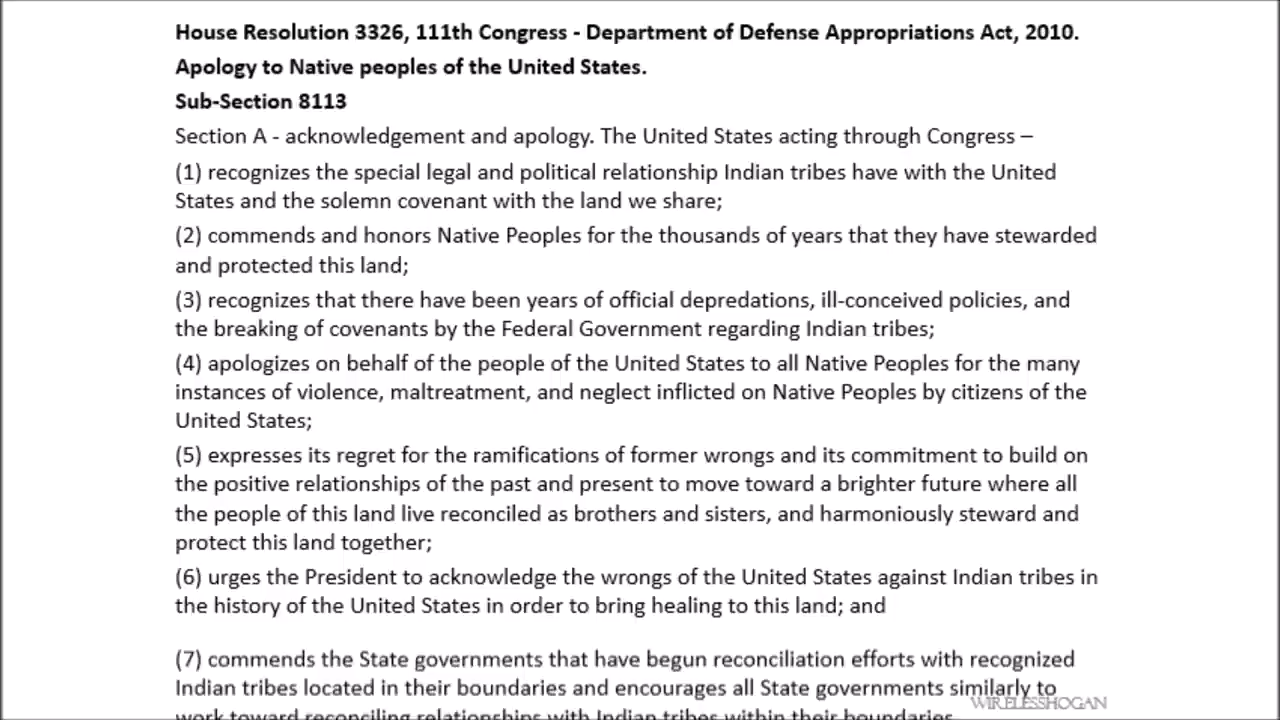 House Resolution 3326, 111th Congress - Department of Defense Appropriations Act, 2010.
Apology to Native peoples of the United States.
Sub-Section 8113
Section A - acknowledgement and apology. The United States acting through Congress –
(1) recognizes the special legal and political relationship Indian tribes have with the United
States and the solemn covenant with the land we share;
(2) commends and honors Native Peoples for the thousands of years that they have stewarded
and protected this land;
(3) recognizes that there have been years of official depredations, ill-conceived policies, and
the breaking of covenants by the Federal Government regarding Indian tribes;
(4) apologizes on behalf of the people of the United States to all Native Peoples for the many
instances of violence, maltreatment, and neglect inflicted on Native Peoples by citizens of the
United States;
(5) expresses its regret for the ramifications of former wrongs and its commitment to build on
the positive relationships of the past and present to move toward a brighter future where all
the people of this land live reconciled as brothers and sisters, and harmoniously steward and
protect this land together;
(6) urges the President to acknowledge the wrongs of the United States against Indian tribes in
the history of the United States in order to bring healing to this land; and
(7) commends the State governments that have begun reconciliation efforts with recognized
Indian tribes located in their boundaries and encourages all State governments similarly to
work toward reconciling relationships with Indian tribes within their boundaries.
WIRELESSHOGAN